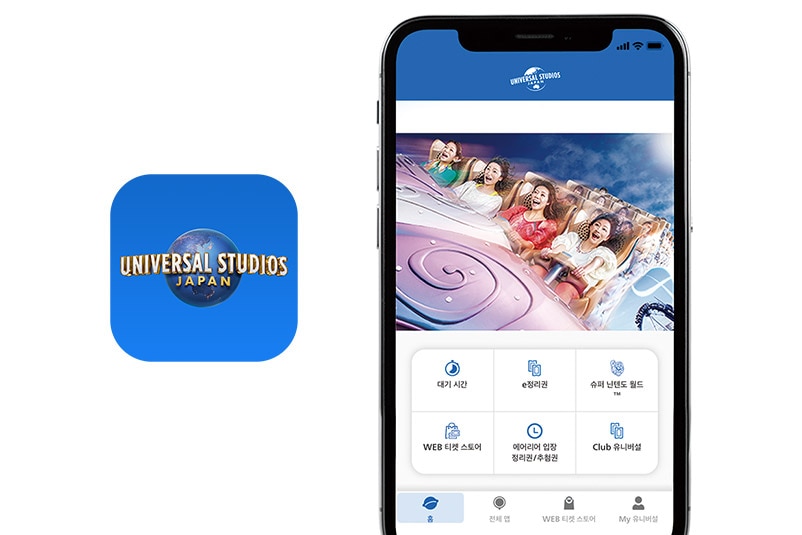 UNIVERSAL STUDIOS
JAPAN
UNIVERSAL STUDIOS
JAPAN
대기 시간
e정리권
슈퍼 닌텐도 월드
™
WEB 티켓 스토어
에어리어 입장
정리권/추첨권
Club 유니버설
홈
전체 맵
WEB 티켓 스토어
My 유니버설